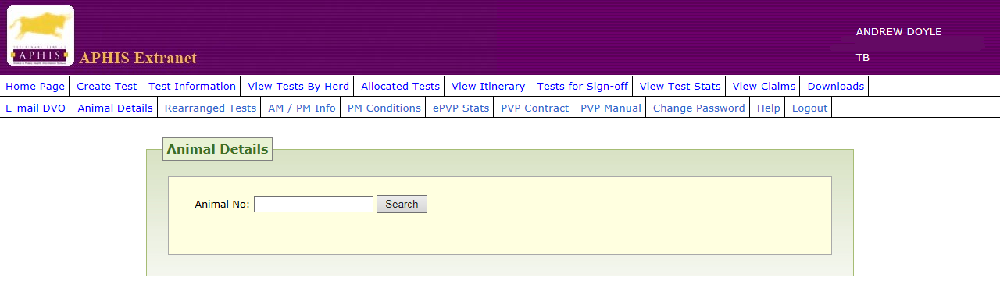 ANDREW DOYLE
APHIS
APHIS Extranet
TB
Home Page Create Test Test Information View Tests By Herd Allocated Tests View Itinerary Tests for Sign-off View Test Stats View Claims Downloads
E-mail DVO Animal Details Rearranged Tests AM / PM Info PM Conditions ePVP Stats PVP Contract PVP Manual Change Password Help Logout
Animal Details
Animal No: Search